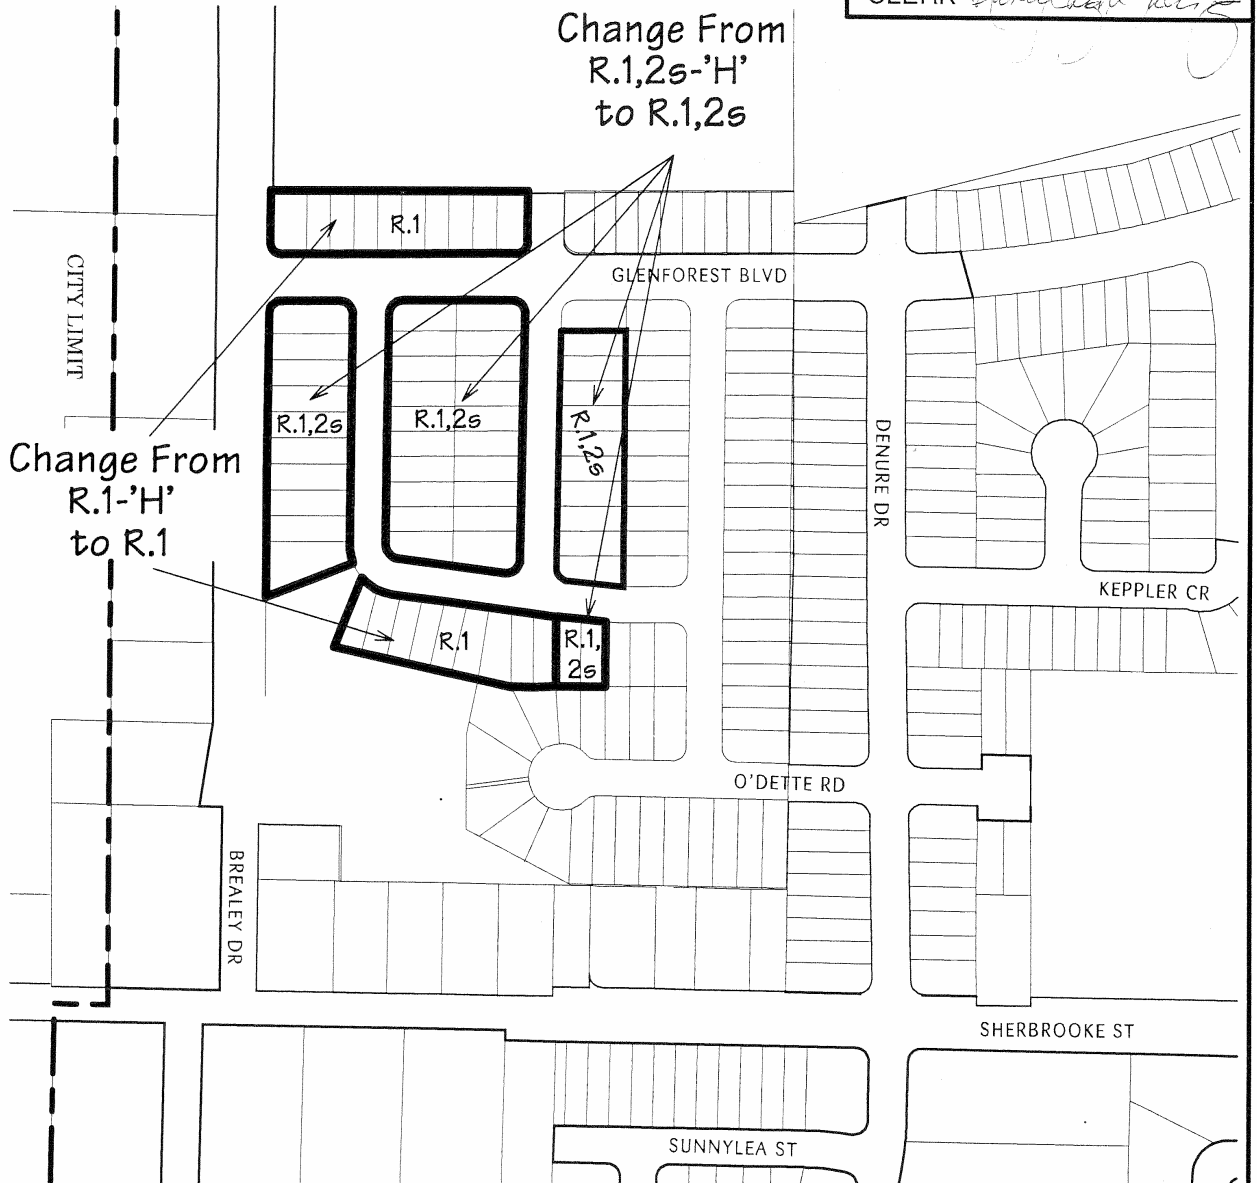 CLERK
Change From
R.1,2s-'H'
to R.1,2s
R.1
GLENFOREST BLVD
CITY LIMIT
R.1,2s
R.1,2s
R.1,2s
DENURE DR
Change From
R.1-'H'
to R.1
KEPPLER CR
R.1
R.1,
2s
O'DETTE RD
BREALEY DR
SHERBROOKE ST
SUNNYLEA ST